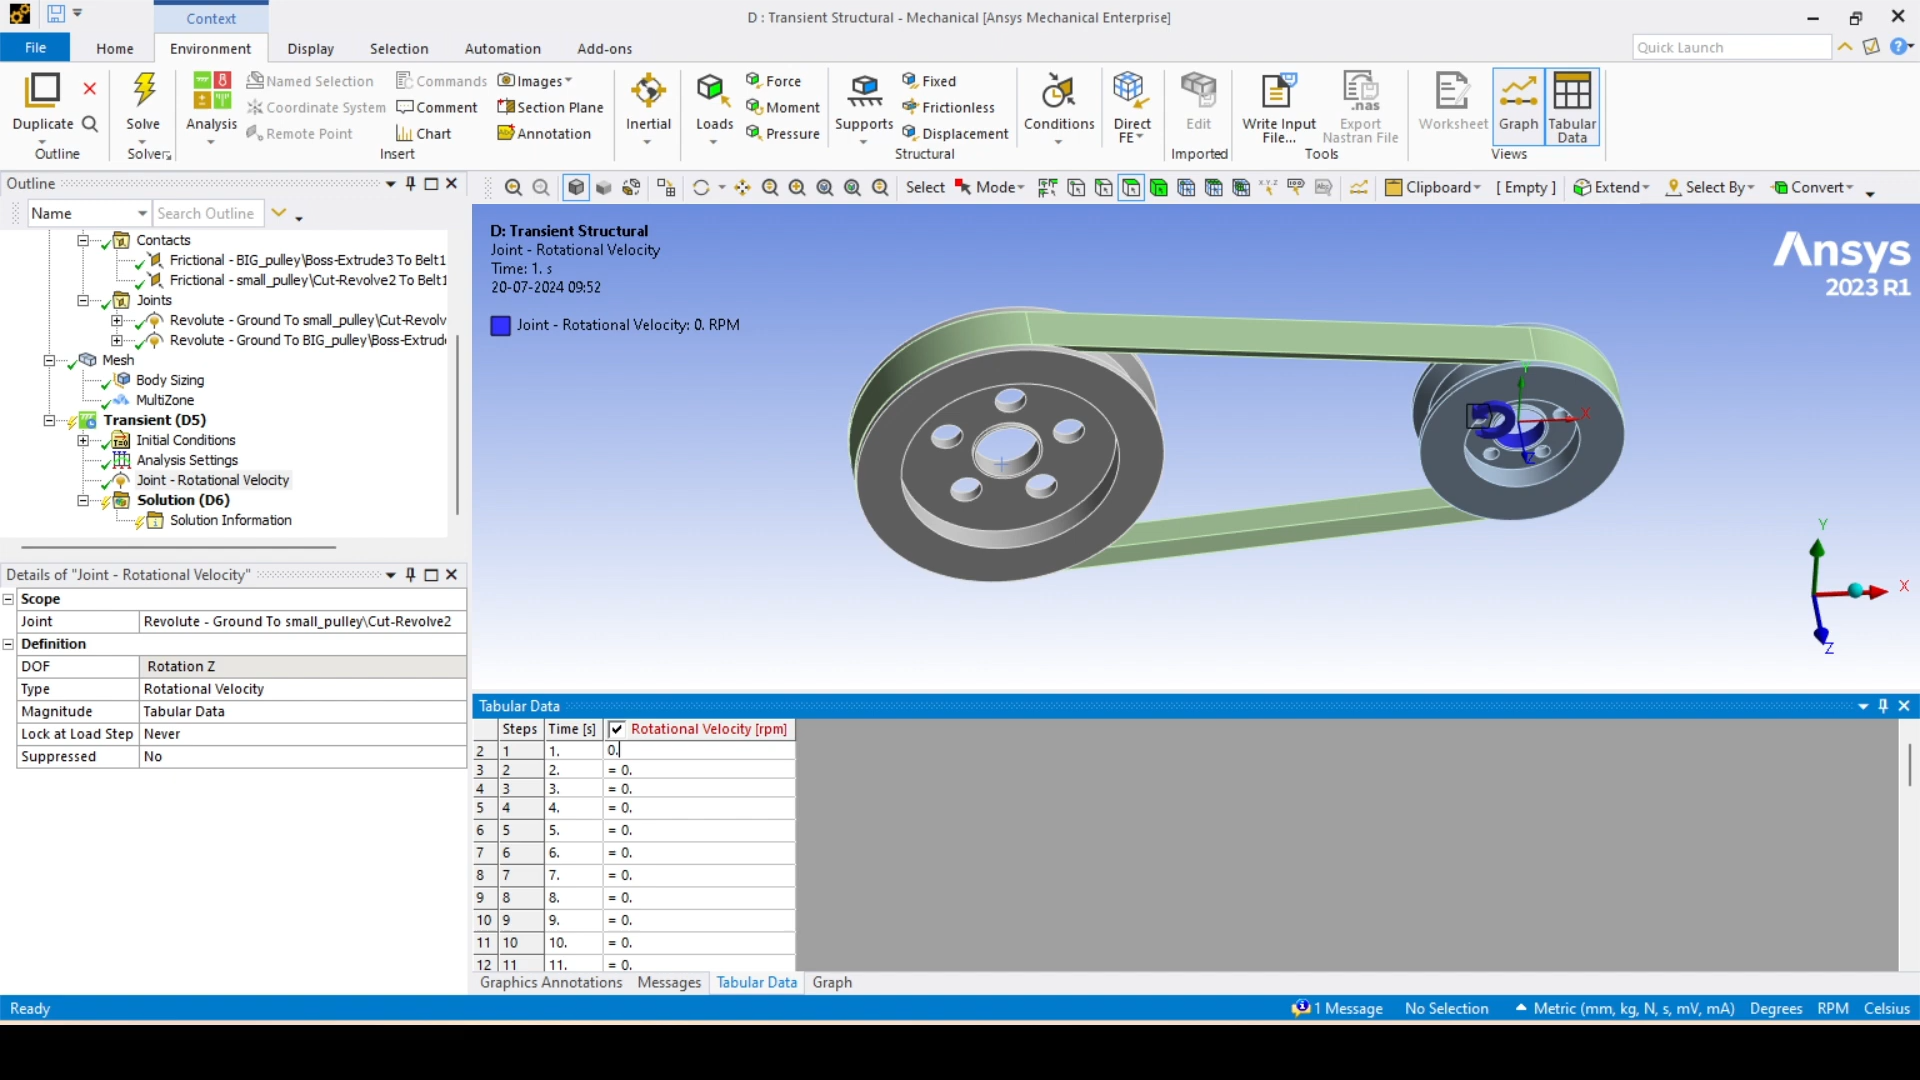 Context
D : Transient Structural - Mechanical [Ansys Mechanical Enterprise]
File
Home
Environment
Display
Selection
Automation
Add-ons
Quick Launch
Duplicate
Outline
Solve
Solver
Analysis
Named Selection
Coordinate System
Remote Point
Commands
Comment
Chart
Images
Section Plane
Annotation
Insert
Inertial
Loads
Force
Moment
Pressure
Supports
Fixed
Frictionless
Displacement
Structural
Conditions
Direct
FE
Edit
Imported
Write Input
File...
.nas
Export
Nastran File
Tools
Worksheet
Graph
Tabular
Data
Views
Outline
Name
Search Outline
Select
Mode
Clipboard
[ Empty ]
Extend
Select By
Convert
Contacts
Frictional - BIG_pulley\Boss-Extrude3 To Belt1
Frictional - small_pulley\Cut-Revolve2 To Belt1
Joints
Revolute - Ground To small_pulley\Cut-Revolv
Revolute - Ground To BIG_pulley\Boss-Extrude
Mesh
Body Sizing
MultiZone
Transient (D5)
Initial Conditions
Analysis Settings
Joint - Rotational Velocity
Solution (D6)
Solution Information
D: Transient Structural
Joint - Rotational Velocity
Time: 1. s
20-07-2024 09:52
Joint - Rotational Velocity: 0. RPM
Ansys
2023 R1
X
Z
Y
X
Z
Details of "Joint - Rotational Velocity"
Scope
Joint Revolute - Ground To small_pulley\Cut-Revolve2
Definition
DOF Rotation Z
Type Rotational Velocity
Magnitude Tabular Data
Lock at Load Step Never
Suppressed No
Tabular Data
Steps Time [s] Rotational Velocity [rpm]
2 1 1. 0.
3 2 2. = 0.
4 3 3. = 0.
5 4 4. = 0.
6 5 5. = 0.
7 6 6. = 0.
8 7 7. = 0.
9 8 8. = 0.
10 9 9. = 0.
11 10 10. = 0.
12 11 11. = 0.
Graphics Annotations Messages Tabular Data Graph
Ready
1 Message No Selection Metric (mm, kg, N, s, mV, mA) Degrees RPM Celsius